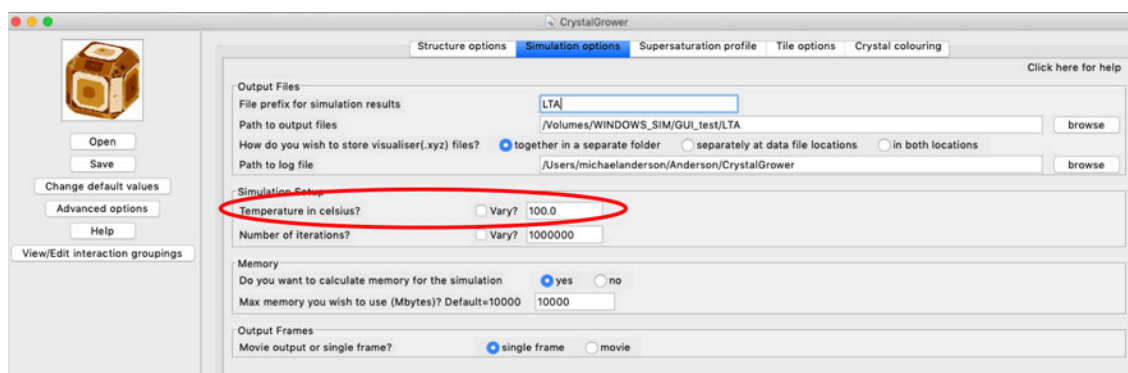 CrystalGrower
Structure options Simulation options Supersaturation profile Tile options Crystal colouring
Click here for help
Open
Save
Change default values
Advanced options
Help
View/Edit interaction groupings
Output Files
File prefix for simulation results LTA
Path to output files /Volumes/WINDOWS_SIM/GUI_test/LTA browse
How do you wish to store visualiser(.xyz) files? together in a separate folder separately at data file locations in both locations
Path to log file /Users/michaelanderson/Anderson/CrystalGrower browse
Simulation Setup
Temperature in celsius? Vary? 100.0
Number of iterations? Vary? 1000000
Memory
Do you want to calculate memory for the simulation yes no
Max memory you wish to use (Mbytes)? Default=10000 10000
Output Frames
Movie output or single frame? single frame movie